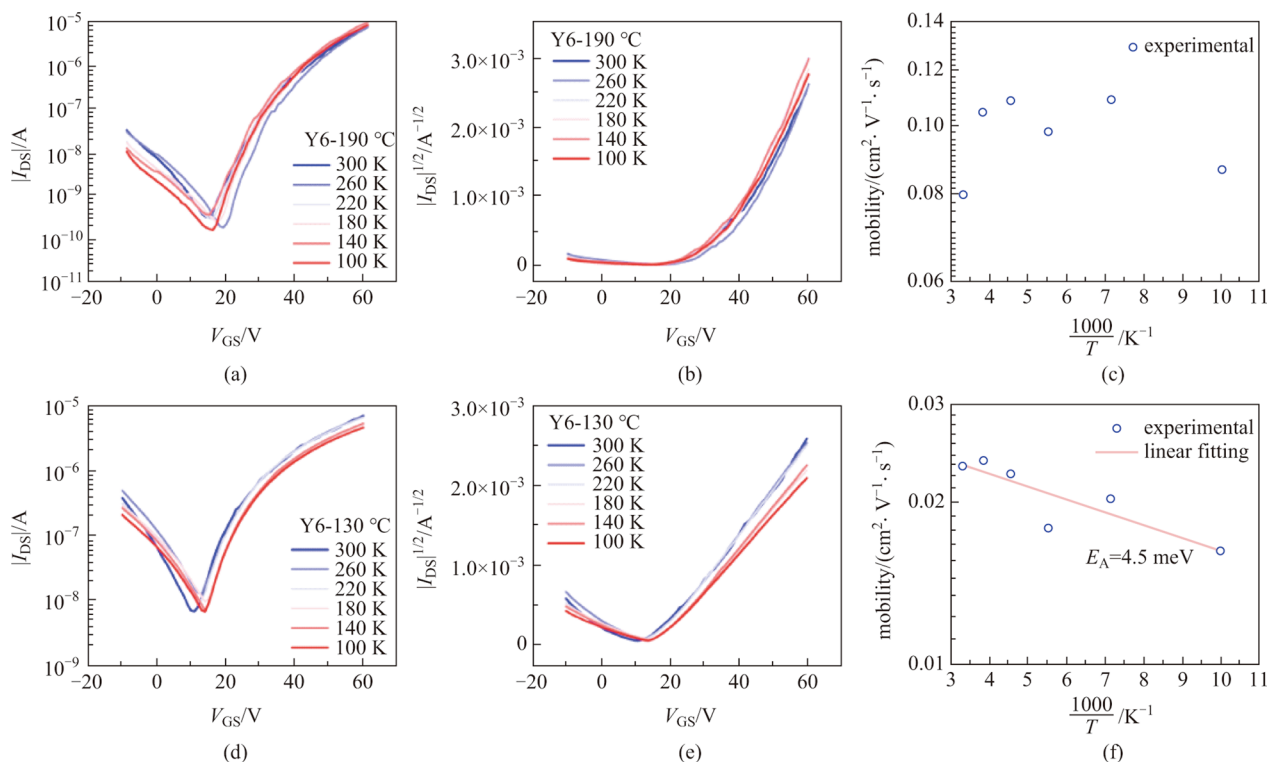 10⁻⁵
10⁻⁶
10⁻⁷
10⁻⁸
10⁻⁹
10⁻¹⁰
10⁻¹¹
|I_DS|/A
Y6-190 °C
300 K
260 K
220 K
180 K
140 K
100 K
−20 0 20 40 60
V_GS/V
(a)
Y6-190 °C
300 K
260 K
220 K
180 K
140 K
100 K
3.0×10⁻³
2.0×10⁻³
1.0×10⁻³
0
|I_DS|^1/2/A^−1/2
−20 0 20 40 60
V_GS/V
(b)
0.14
0.12
0.10
0.08
0.06
mobility/(cm²· V⁻¹· s⁻¹)
experimental
3 4 5 6 7 8 9 10 11
1000
T /K⁻¹
(c)
10⁻⁵
10⁻⁶
10⁻⁷
10⁻⁸
10⁻⁹
|I_DS|/A
Y6-130 °C
300 K
260 K
220 K
180 K
140 K
100 K
−20 0 20 40 60
V_GS/V
(d)
3.0×10⁻³
2.0×10⁻³
1.0×10⁻³
0
|I_DS|^1/2/A^−1/2
Y6-130 °C
300 K
260 K
220 K
180 K
140 K
100 K
−20 0 20 40 60
V_GS/V
(e)
0.03
0.02
0.01
mobility/(cm²· V⁻¹· s⁻¹)
experimental
linear fitting
E_A=4.5 meV
3 4 5 6 7 8 9 10 11
1000
T /K⁻¹
(f)